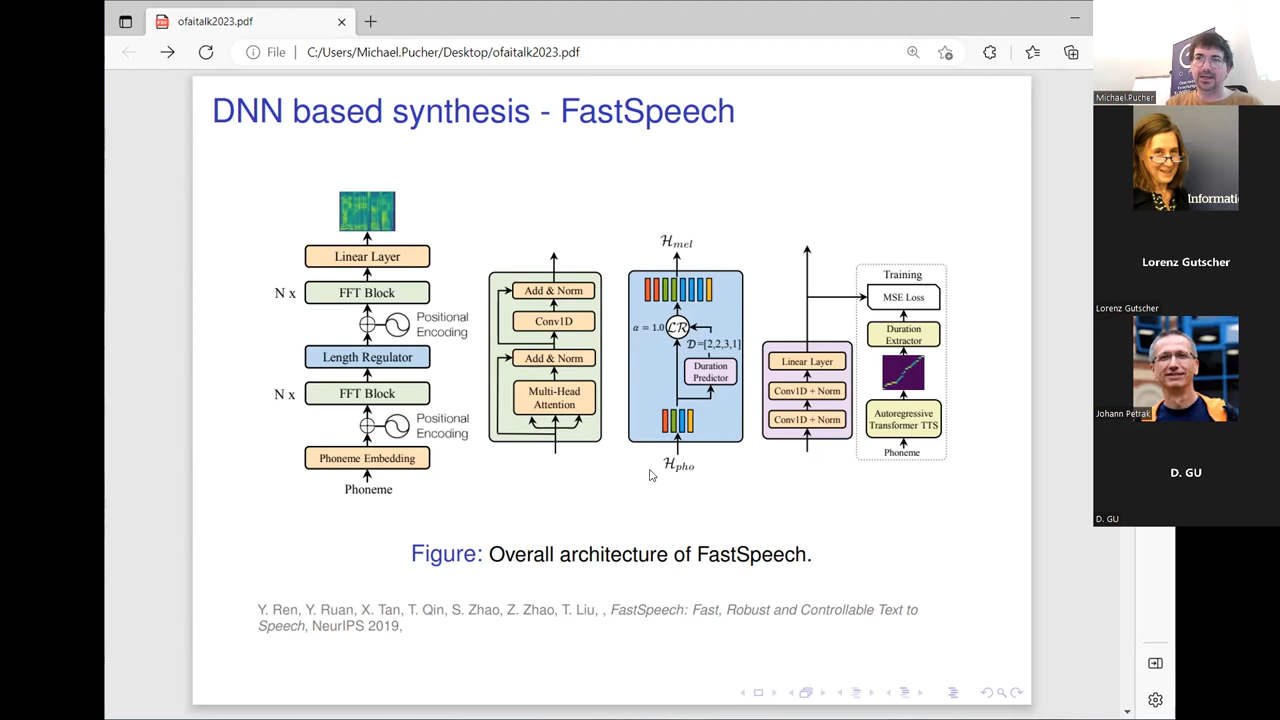 ofaitalk2023.pdf
File
C:/Users/Michael.Pucher/Desktop/ofaitalk2023.pdf
DNN based synthesis - FastSpeech
Linear Layer
N x
FFT Block
Positional
Encoding
Length Regulator
N x
FFT Block
Positional
Encoding
Phoneme Embedding
Phoneme
Add & Norm
Conv1D
Add & Norm
Multi-Head
Attention
ℋmel
α = 1.0
LR
𝒟=[2,2,3,1]
Duration
Predictor
ℋpho
Linear Layer
Conv1D + Norm
Conv1D + Norm
Training
MSE Loss
Duration
Extractor
Autoregressive
Transformer TTS
Phoneme
Figure: Overall architecture of FastSpeech.
Y. Ren, Y. Ruan, X. Tan, T. Qin, S. Zhao, Z. Zhao, T. Liu, , FastSpeech: Fast, Robust and Controllable Text to
Speech, NeurIPS 2019,
Michael.Pucher
Informati
Lorenz Gutscher
Lorenz Gutscher
Johann Petrak
D. GU
D. GU